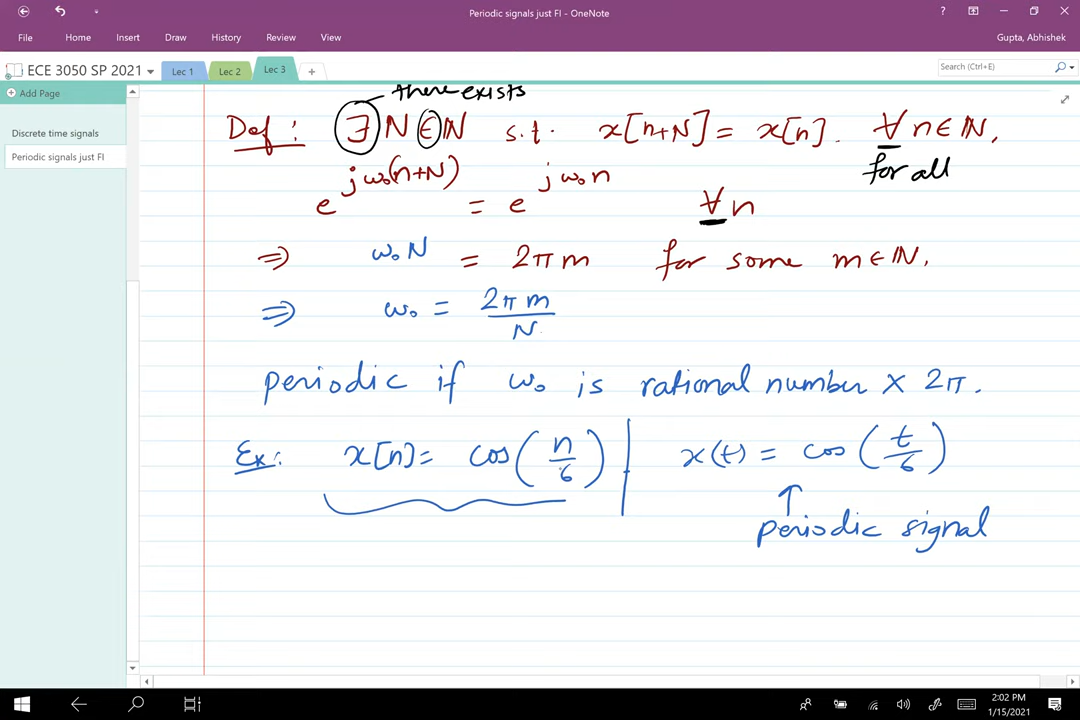 Periodic signals just FI - OneNote
?
File Home Insert Draw History Review View Gupta, Abhishek
ECE 3050 SP 2021 Lec 1 Lec 2 Lec 3 + Search (Ctrl+E)
Add Page
Discrete time signals
Periodic signals just FI
there exists
Def: ∃ N ∈ ℕ s.t. x[n+N] = x[n]. ∀ n ∈ ℕ.
for all
e^{jω₀(n+N)} = e^{jω₀n} ∀ n
⇒ ω₀N = 2πm for some m ∈ ℕ.
⇒ ω₀ = 2πm/N
periodic if ω₀ is rational number × 2π.
Ex: x[n] = cos(n/6) | x(t) = cos(t/6)
↑
periodic signal
2:02 PM
1/15/2021